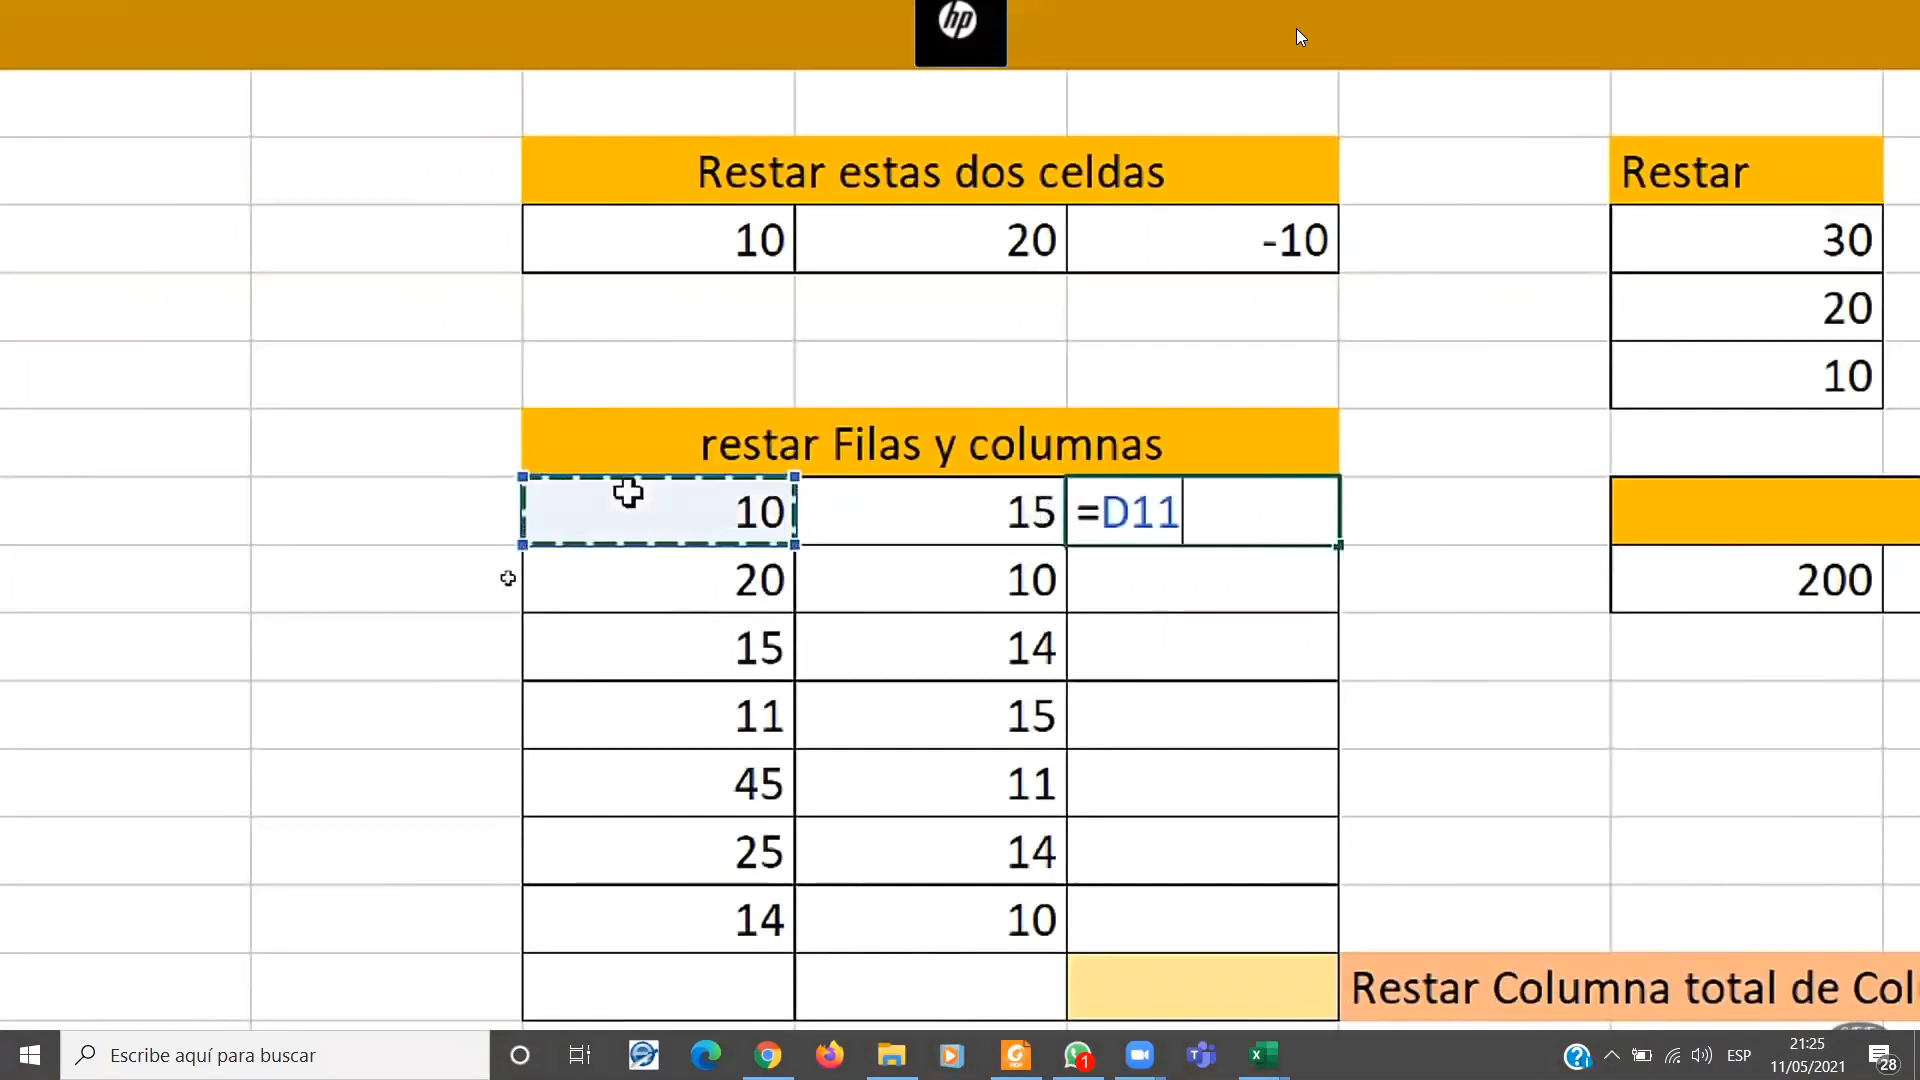 hp
Restar estas dos celdas
Restar
10 20 -10
30
20
10
restar Filas y columnas
10 15 =D11
20 10
200
15 14
11 15
45 11
25 14
14 10
Restar Columna total de Col
Escribe aquí para buscar
1
ESP
21:25
11/05/2021
28